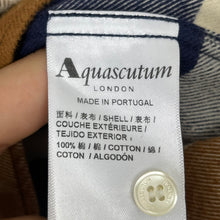 Aquascutum
LONDON
MADE IN PORTUGAL
面料 / 表布 / SHELL / 表布 /
COUCHE EXTÉRIEURE /
TEJIDO EXTERIOR :
100% 棉 / 棉 / COTTON / 綿 /
COTON / ALGODÓN